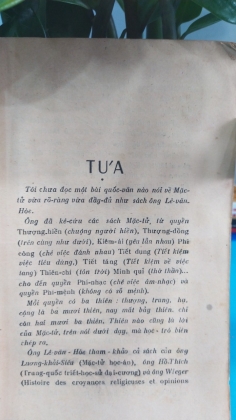 TỰA
Tôi chưa đọc một bài quốc-văn nào nói về Mặc-
tử vừa rõ-ràng vừa đầy-đủ như sách ông Lê-văn-
Hòe.
Ông đã kê-cứu các sách Mặc-tử, từ quyền
Thượng-hiền (chuộng người hiền), Thượng-đồng
(trên cũng như dưới), Kiêm-ái (yêu lẫn nhau) Phi
công (chê việc đánh nhau) Tiết dụng (Tiết kiệm
việc tiêu dùng,) Tiết táng (Tiết kiệm về việc
tang) Thiên-chí (lòn trời) Minh quỉ (thờ thần)...
cho đến quyền Phi-nhạc (chê việc âm-nhạc) và
quyền Phi-mệnh (không có số mệnh).
Mỗi quyền có ba thiên: thượng, trung, hạ,
cộng là ba mươi thiên, nay mất bảy thiên, chỉ
còn hai mươi ba thiên, Thiên nào cũng là lời
của Mặc-tử, trên nói dưới dạy, mà học-trò biên
chép ra.
Ông Lê-văn-Hòe tham-khảo cả sách của ông
Lương-khải-Siêu (Mặc-tử học-án), ông Hồ-Thích
(Trung-quốc triết-học-sử đại-cương) và ông Wieger
(Histoire des croyances religieuses et opinions